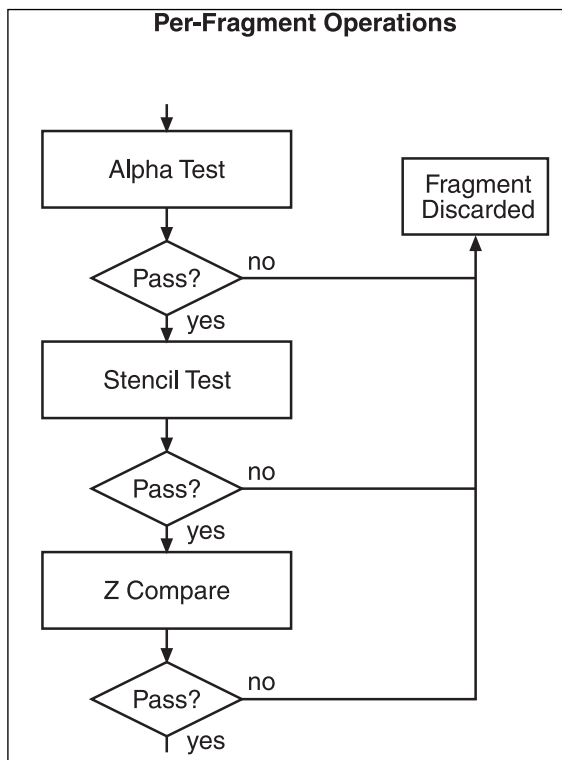 Per-Fragment Operations
Alpha Test
Fragment
Discarded
Pass?
no
yes
Stencil Test
Pass?
no
yes
Z Compare
Pass?
no
yes